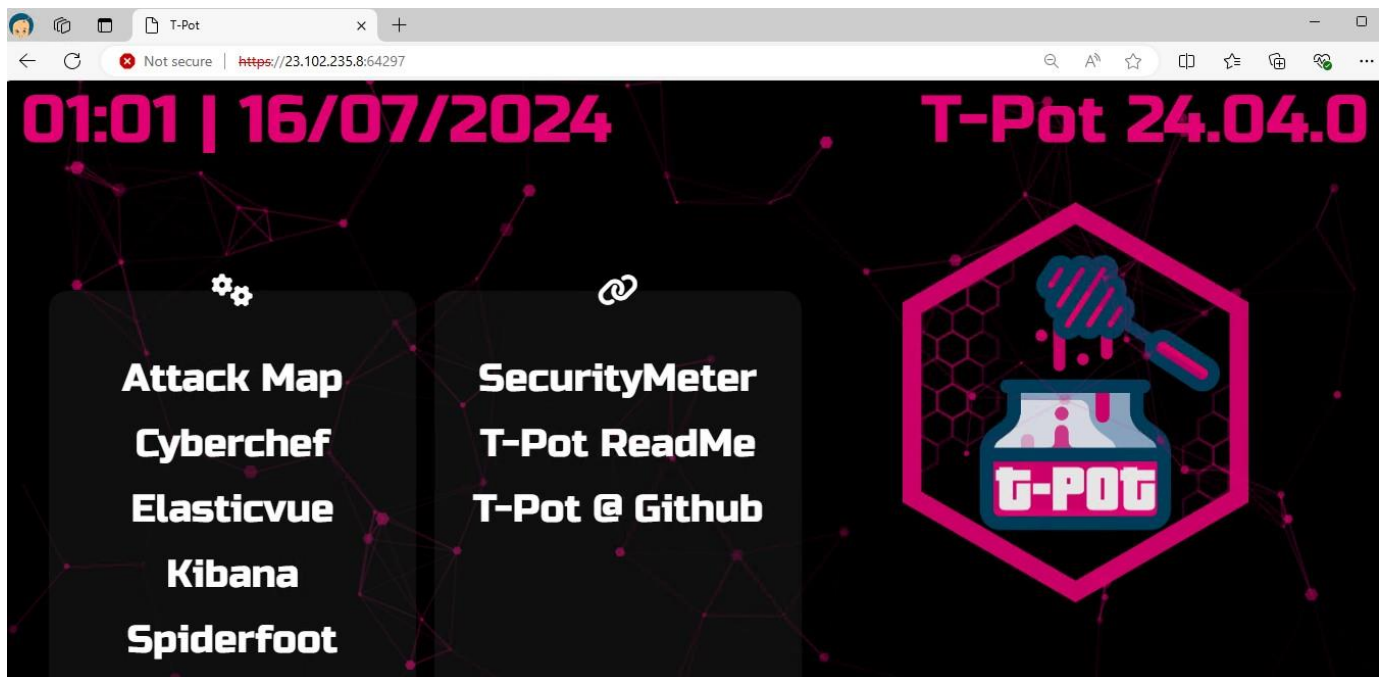 T-Pot
Not secure | https://23.102.235.8:64297
01:01 | 16/07/2024
T-Pot 24.04.0
Attack Map
Cyberchef
Elasticvue
Kibana
Spiderfoot
SecurityMeter
T-Pot ReadMe
T-Pot @ Github
t-POt